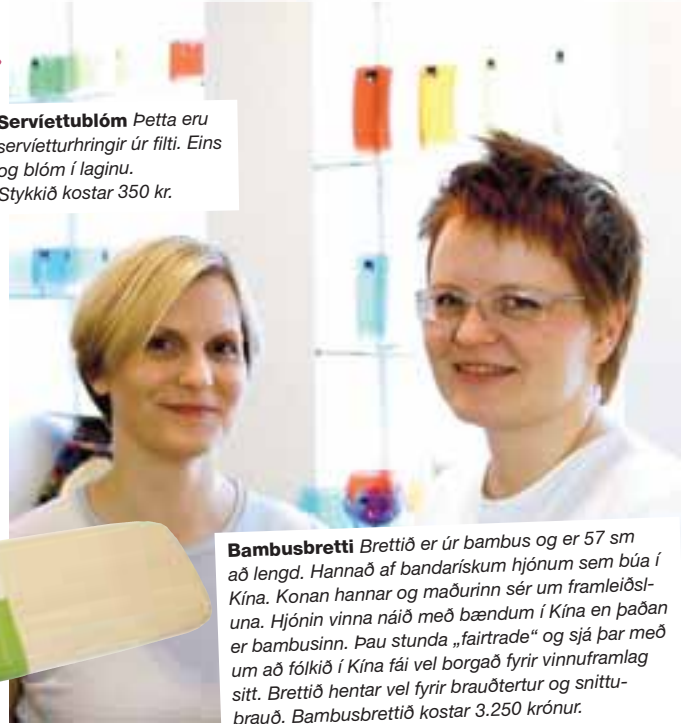 Servíettublóm Þetta eru
servíetturhringir úr filti. Eins
og blóm í laginu.
Stykkið kostar 350 kr.
Bambusbretti Brettið er úr bambus og er 57 sm
að lengd. Hannað af bandarískum hjónum sem búa í
Kína. Konan hannar og maðurinn sér um framleiðsl-
una. Hjónin vinna náið með bændum í Kína en þaðan
er bambusinn. Þau stunda „fairtrade“ og sjá þar með
um að fólkið í Kína fái vel borgað fyrir vinnuframlag
sitt. Brettið hentar vel fyrir brauðtertur og snittu-
brauð. Bambusbrettið kostar 3.250 krónur.